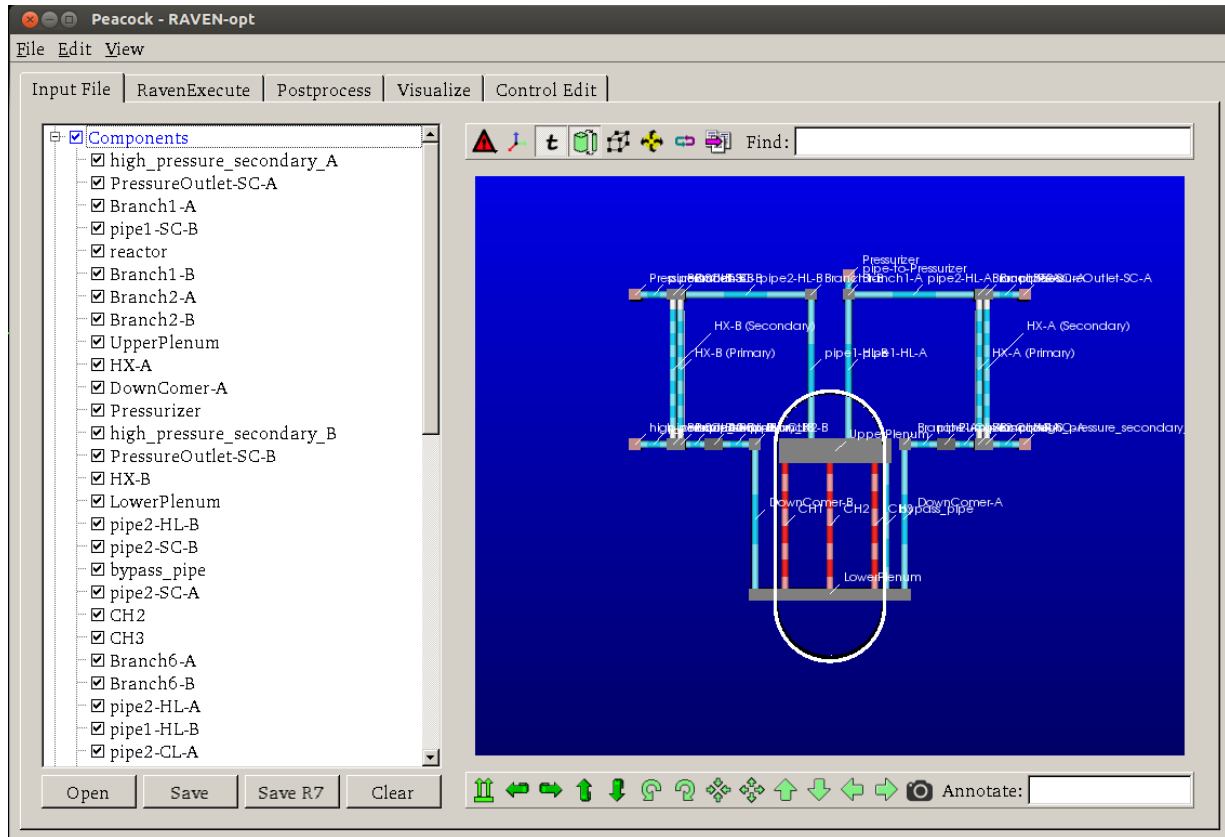 Peacock - RAVEN-opt
File Edit View
Input File RavenExecute Postprocess Visualize Control Edit
Components
high_pressure_secondary_A
PressureOutlet-SC-A
Branch1-A
pipe1-SC-B
reactor
Branch1-B
Branch2-A
Branch2-B
UpperPlenum
HX-A
DownComer-A
Pressurizer
high_pressure_secondary_B
PressureOutlet-SC-B
HX-B
LowerPlenum
pipe2-HL-B
pipe2-SC-B
bypass_pipe
pipe2-SC-A
CH2
CH3
Branch6-A
Branch6-B
pipe2-HL-A
pipe1-HL-B
pipe2-CL-A
Open Save Save R7 Clear
t Find:
Pressurizer
pipe-to-Pressurizer
pipe2-HL-B pipe2-HL-A
HX-B (Secondary) HX-A (Secondary)
HX-B (Primary) pipe1-HL-A HX-A (Primary)
UpperPlenum
DownComer-B CH1 CH2 bypass_pipe DownComer-A
LowerPlenum
Annotate: